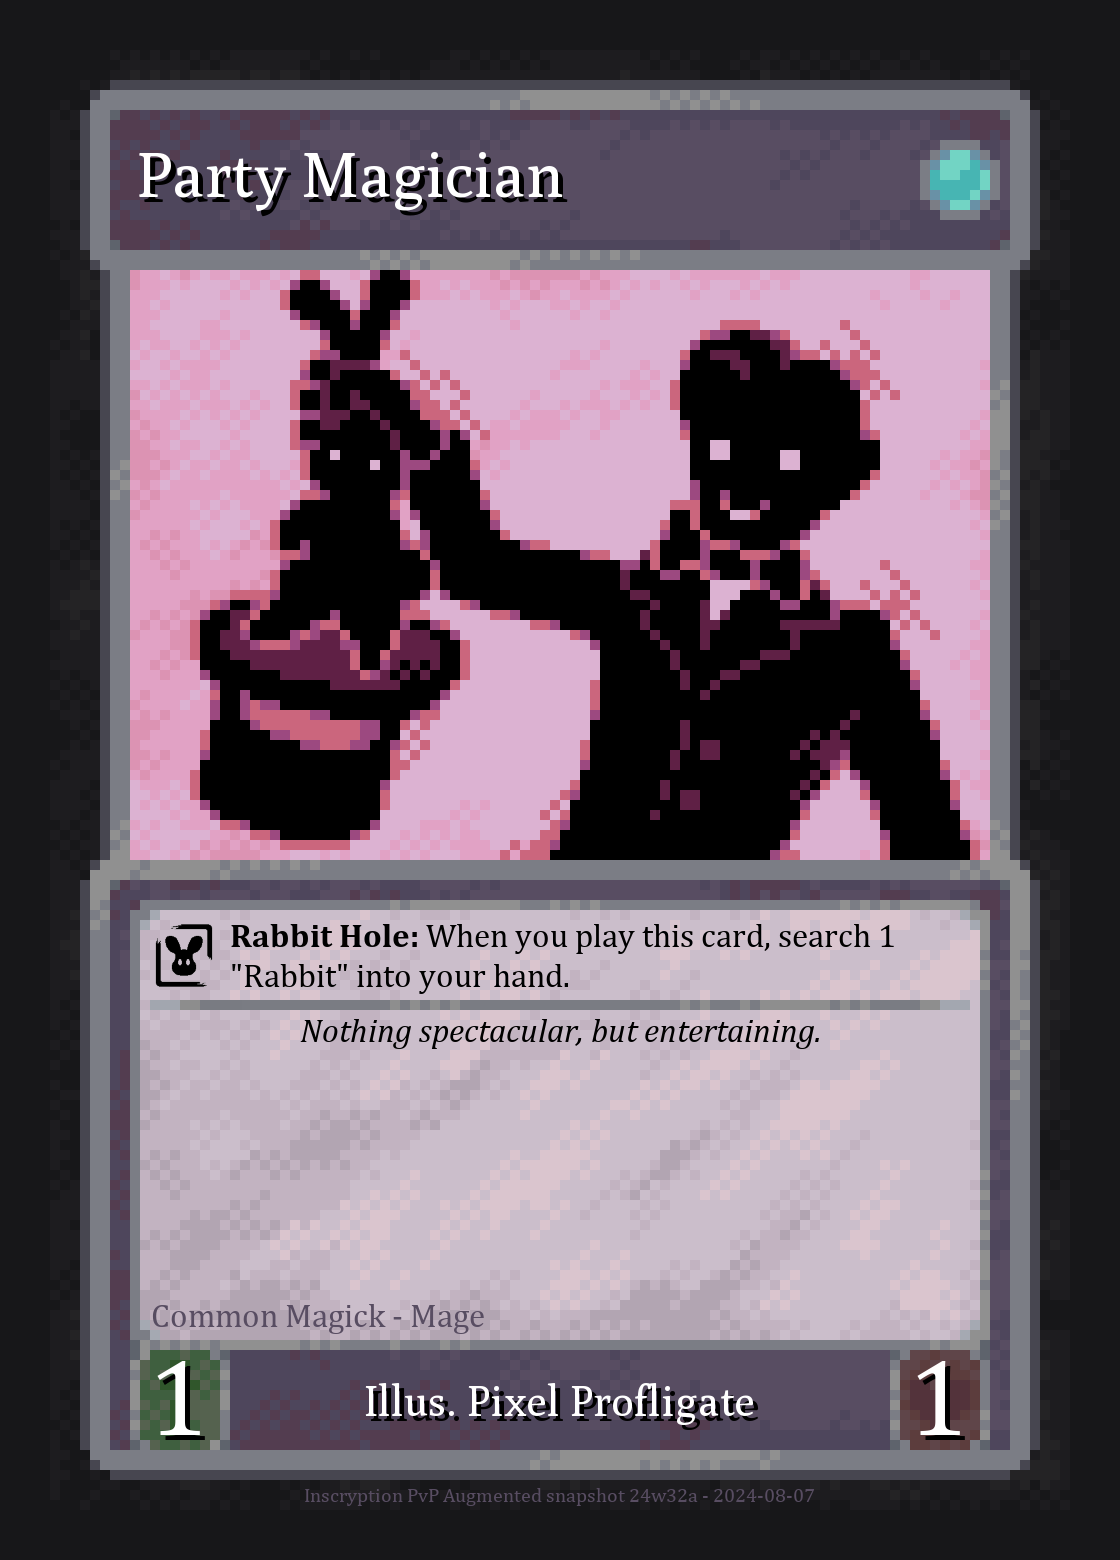 Party Magician
Rabbit Hole: When you play this card, search 1
"Rabbit" into your hand.
Nothing spectacular, but entertaining.
Common Magick - Mage
1
Illus. Pixel Profligate
1
Inscryption PvP Augmented snapshot 24w32a - 2024-08-07